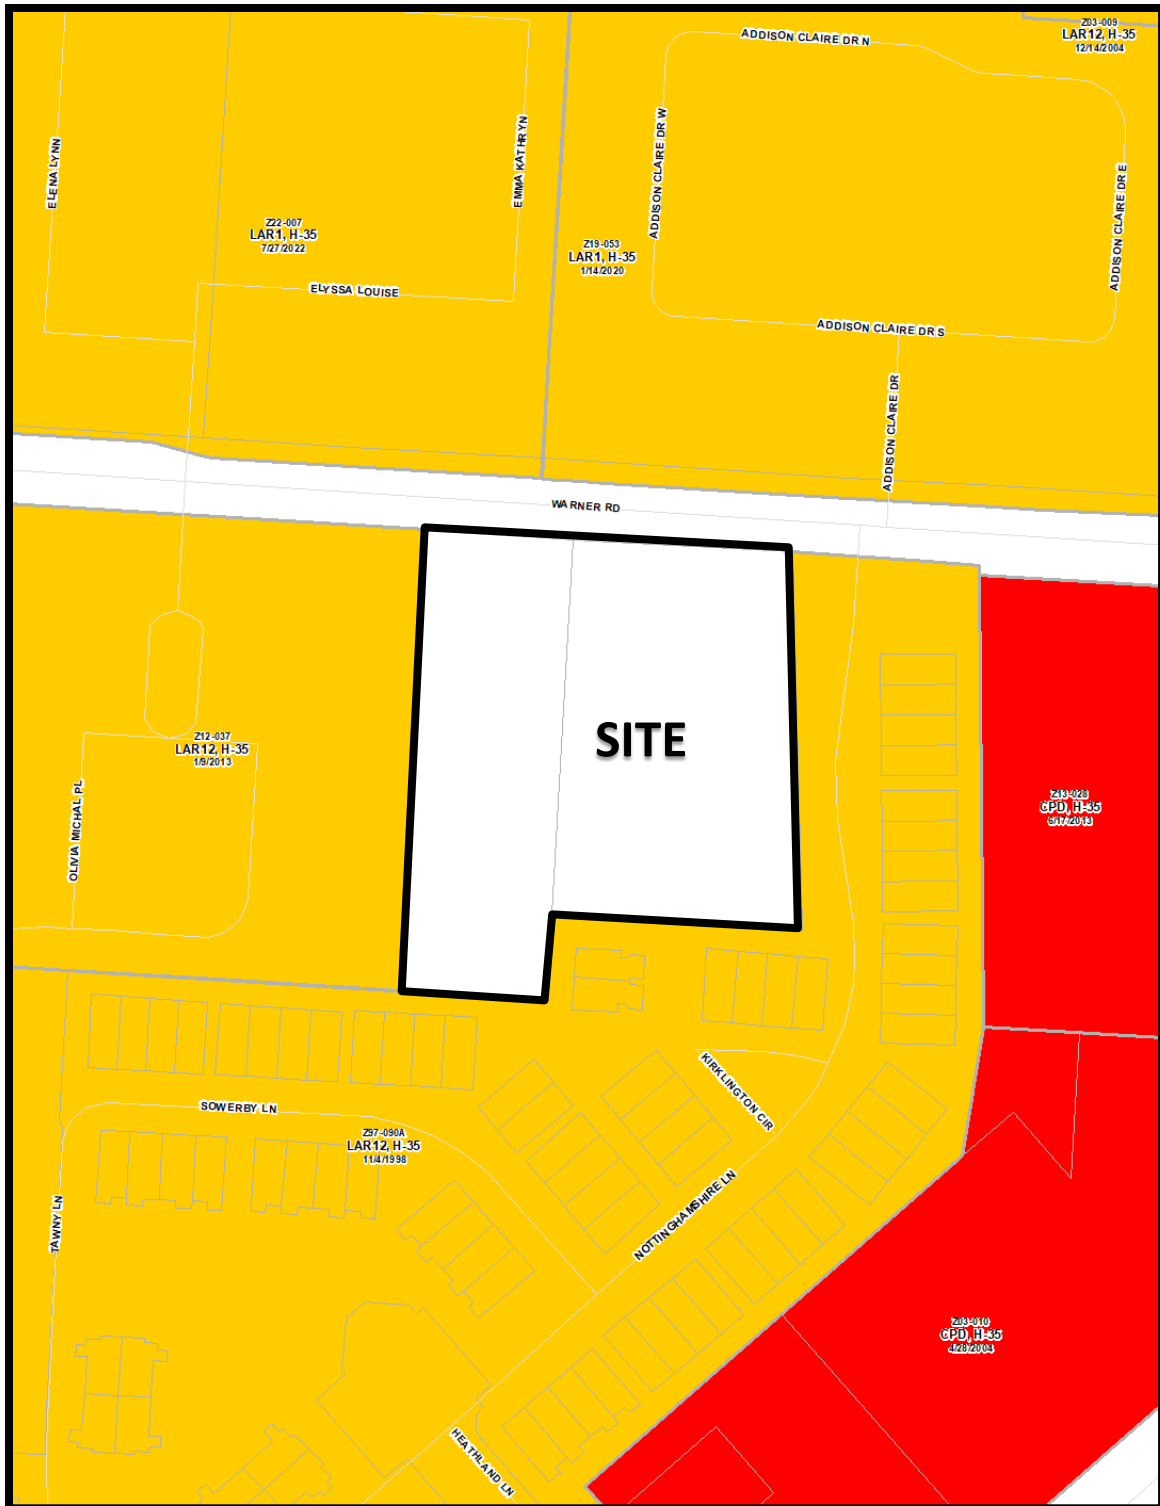 Z03-009
LAR12, H-35
12/14/2004
ADDISON CLAIRE DR N
ELENA LYNN
EMMA KATHRYN
ADDISON CLAIRE DR W
ADDISON CLAIRE DR E
Z22-007
LAR1, H-35
7/27/2022
Z19-053
LAR1, H-35
1/14/2020
ELYSSA LOUISE
ADDISON CLAIRE DR S
ADDISON CLAIRE DR
WARNER RD
SITE
Z12-037
LAR12, H-35
1/9/2013
OLIVIA MICHAL PL
Z13-028
CPD, H-35
6/17/2013
KIRKLINGTON CIR
SOWERBY LN
Z97-090A
LAR12, H-35
11/4/1998
TAWNY LN
NOTTINGHAMSHIRE LN
Z03-010
CPD, H-35
4/28/2004
HEATHLAND LN